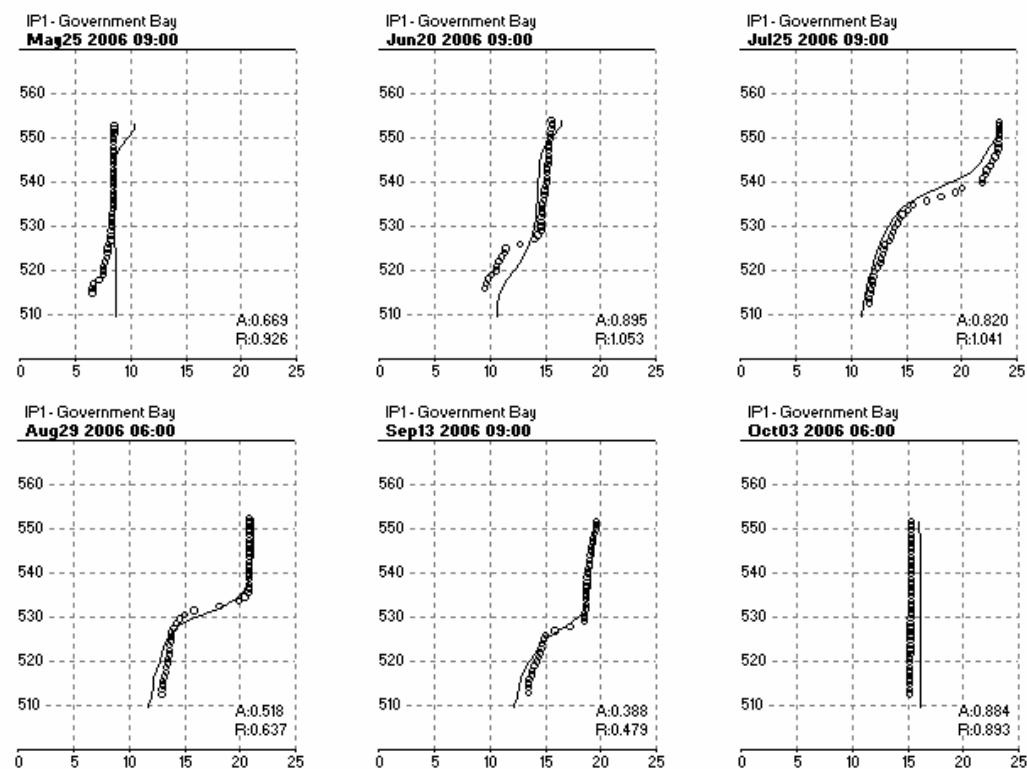 IP1 - Government Bay
May25 2006 09:00
560
550
540
530
520
510
A:0.669
R:0.926
0 5 10 15 20 25
IP1 - Government Bay
Jun20 2006 09:00
560
550
540
530
520
510
A:0.895
R:1.053
0 5 10 15 20 25
IP1 - Government Bay
Jul25 2006 09:00
560
550
540
530
520
510
A:0.820
R:1.041
0 5 10 15 20 25
IP1 - Government Bay
Aug29 2006 06:00
560
550
540
530
520
510
A:0.518
R:0.637
0 5 10 15 20 25
IP1 - Government Bay
Sep13 2006 09:00
560
550
540
530
520
510
A:0.388
R:0.479
0 5 10 15 20 25
IP1 - Government Bay
Oct03 2006 06:00
560
550
540
530
520
510
A:0.884
R:0.893
0 5 10 15 20 25